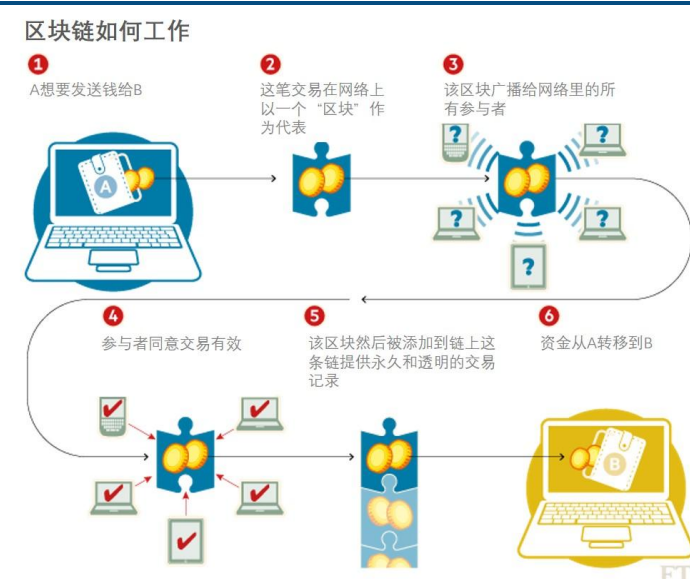 区块链如何工作
1
A想要发送钱给B
2
这笔交易在网络上
以一个“区块”作
为代表
3
该区块广播给网络里的所
有参与者
A
?
?
?
?
?
4
参与者同意交易有效
5
该区块然后被添加到链上这
条链提供永久和透明的交易
记录
6
资金从A转移到B
B
FT